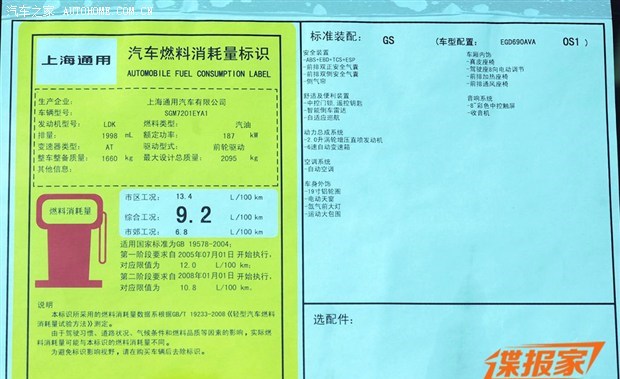 汽车之家 AUTOHOME.COM.CN
上海通用
汽车燃料消耗量标识
AUTOMOBILE FUEL CONSUMPTION LABEL
生产企业: 上海通用汽车有限公司
车辆型号: SGM7201EYA1
发动机型号: LDK 燃料类型: 汽油
排量: 1998 mL 额定功率: 187 kW
变速器类型: AT 驱动型式: 前轮驱动
整车整备质量: 1660 kg 最大设计总质量: 2095 kg
其他信息:
燃料消耗量
市区工况: 13.4 L/100 km
综合工况: 9.2 L/100 km
市郊工况: 6.8 L/100 km
适用国家标准为GB 19578-2004;
第一阶段要求自 2005年07月01日 开始执行,
对应限值为 12.0 L/100 km;
第二阶段要求自 2008年01月01日 开始执行,
对应限值为 10.8 L/100 km.
说明
本标识所采用的燃料消耗量数据系根据GB/T 19233-2008《轻型汽车燃料
消耗量试验方法》测定。
由于驾驶习惯、道路状况、气候条件和燃料品质等因素的影响,实际燃
料消耗量可能与本标识的燃料消耗量不同。
为避免标识影响视野,请在购买车辆后去除标识。
标准装配: GS (车型配置: EGD690AVA OS1)
安全装置
-ABS+EBD+TCS+ESP
-前排双正安全气囊
-前排双侧安全气囊
-侧气帘
舒适及便利装置
-中控门锁, 遥控钥匙
-智能倒车雷达
-自适应巡航
动力总成系统
-2.0升涡轮增压直喷发动机
-6速自动变速箱
空调系统
-自动空调
车身外饰
-19寸铝轮圈
-电动天窗
-氙气前大灯
-运动大包围
车厢内饰
-真皮座椅
-驾驶座8向电动调节
-前排加热座椅
-前排通风座椅
音响系统
-8"彩色中控触屏
-收音机
选配件:
谍报家